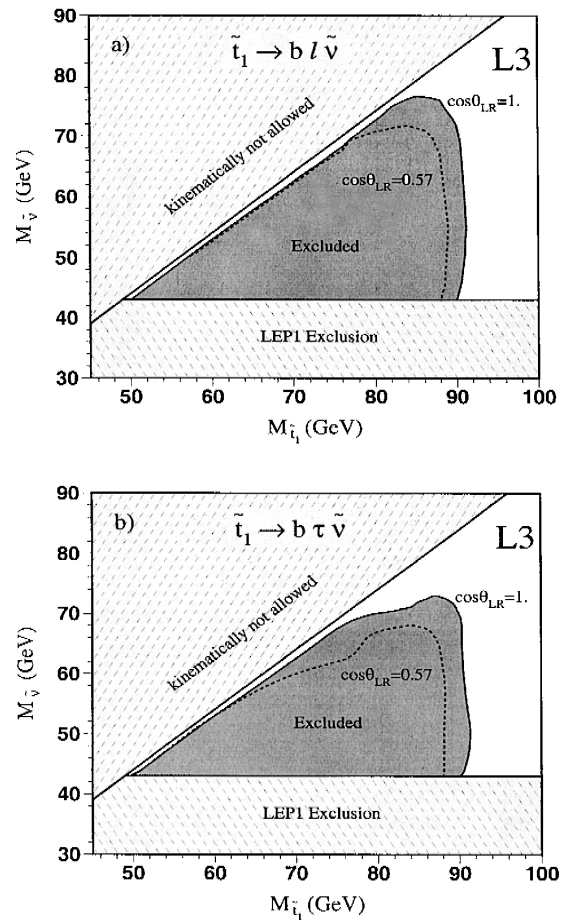 90
a)
t̃₁ → b l ν̃
L3
80
cosθ_LR=1.
70
kinematically not allowed
cosθ_LR=0.57
60
M_ν̃ (GeV)
50
Excluded
40
LEP1 Exclusion
30
50 60 70 80 90 100
M_t̃₁ (GeV)
90
b)
t̃₁ → b τ ν̃
L3
80
cosθ_LR=1.
70
kinematically not allowed
cosθ_LR=0.57
60
M_ν̃ (GeV)
50
Excluded
40
LEP1 Exclusion
30
50 60 70 80 90 100
M_t̃₁ (GeV)